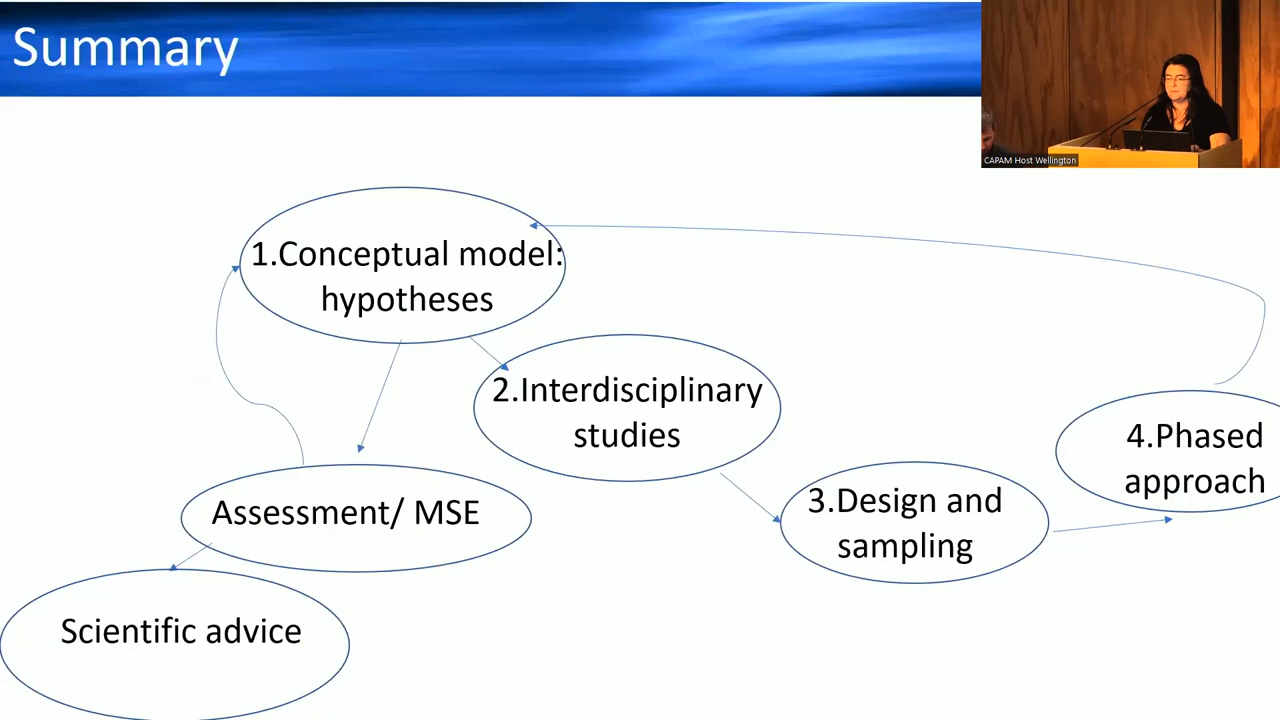 Summary
CAPAM Host Wellington
1.Conceptual model:
hypotheses
2.Interdisciplinary
studies
4.Phased
approach
3.Design and
sampling
Assessment/ MSE
Scientific advice